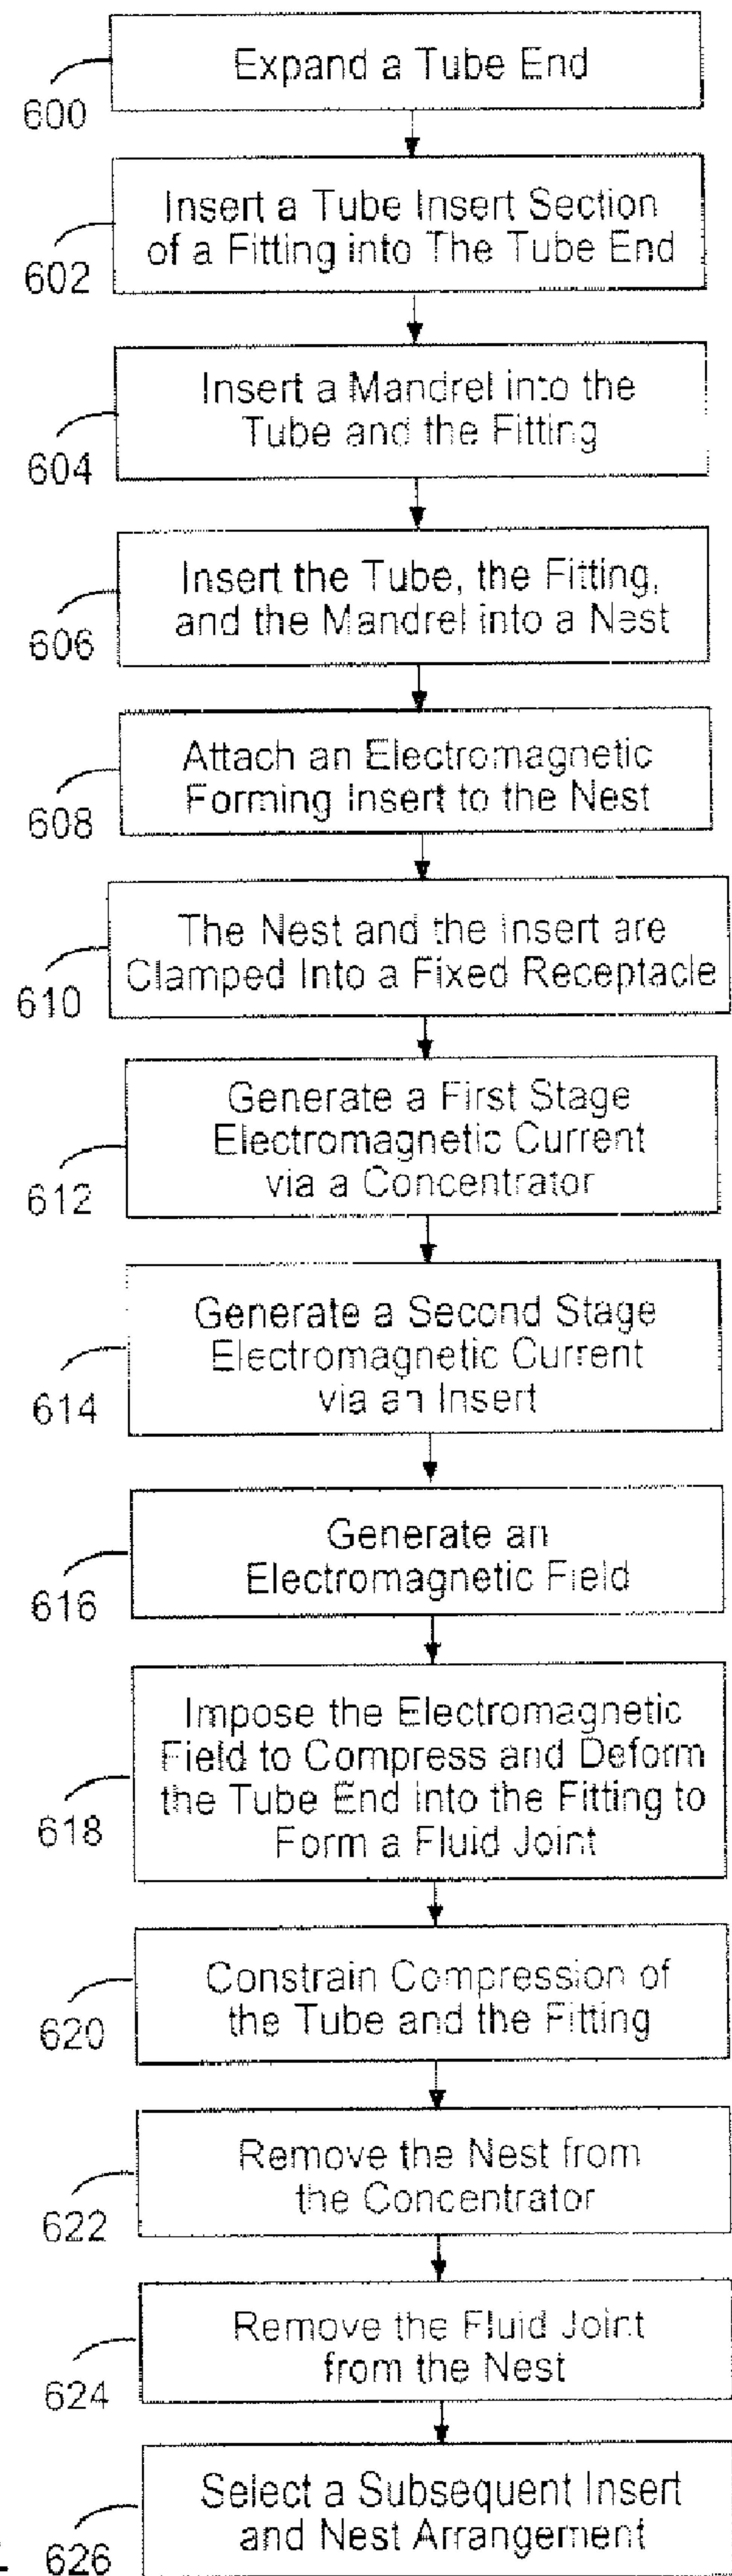 Expand a Tube End
600
Insert a Tube Insert Section
of a Fitting into The Tube End
602
Insert a Mandrel into the
Tube and the Fitting
604
Insert the Tube, the Fitting,
and the Mandrel into a Nest
606
Attach an Electromagnetic
Forming Insert to the Nest
608
The Nest and the Insert are
Clamped Into a Fixed Receptacle
610
Generate a First Stage
Electromagnetic Current
via a Concentrator
612
Generate a Second Stage
Electromagnetic Current
via an Insert
614
Generate an
Electromagnetic Field
616
Impose the Electromagnetic
Field to Compress and Deform
the Tube End into the Fitting to
Form a Fluid Joint
618
Constrain Compression of
the Tube and the Fitting
620
Remove the Nest from
the Concentrator
622
Remove the Fluid Joint
from the Nest
624
Select a Subsequent Insert
and Nest Arrangement
626